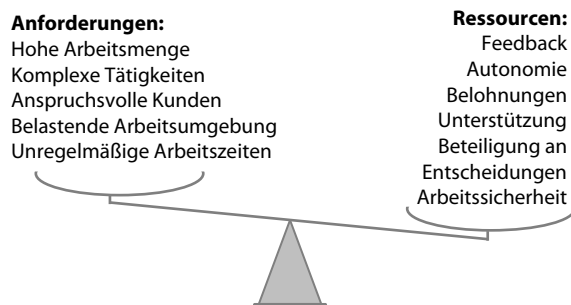 Anforderungen:
Hohe Arbeitsmenge
Komplexe Tätigkeiten
Anspruchsvolle Kunden
Belastende Arbeitsumgebung
Unregelmäßige Arbeitszeiten
Ressourcen:
Feedback
Autonomie
Belohnungen
Unterstützung
Beteiligung an
Entscheidungen
Arbeitssicherheit